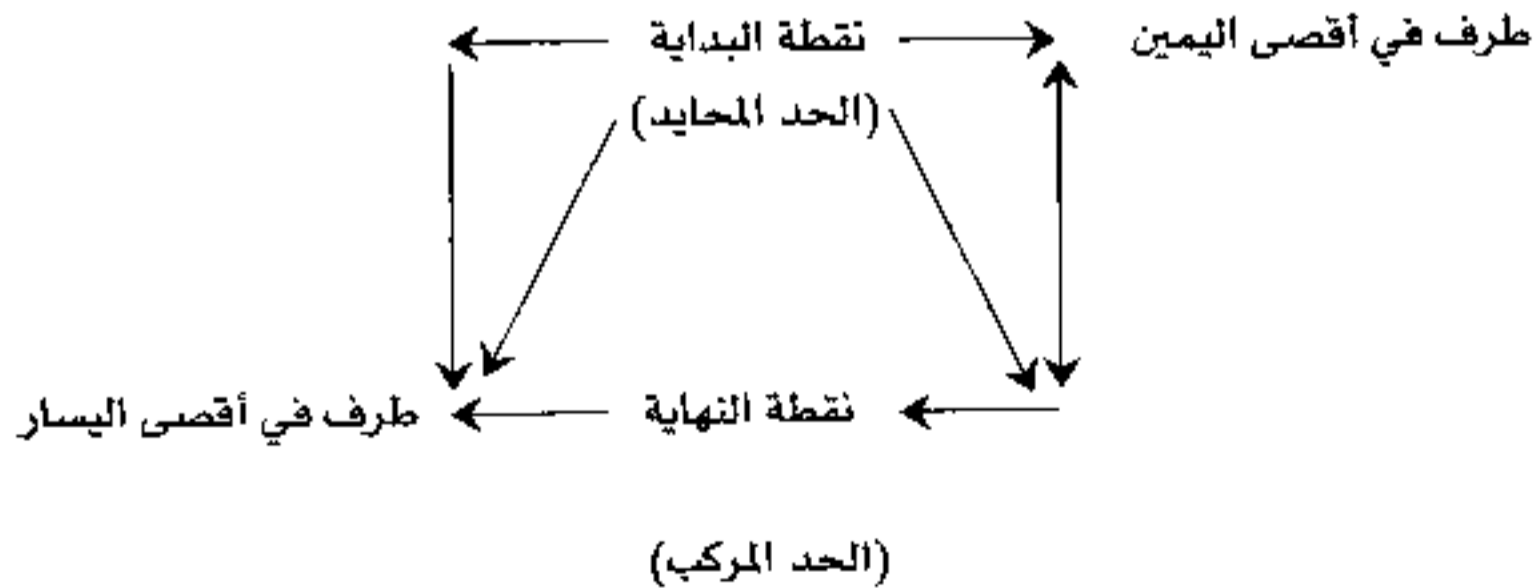 طرف في أقصى اليمين نقطة البداية
(الحد المحايد)
نقطة النهاية طرف في أقصى اليسار
(الحد المركب)